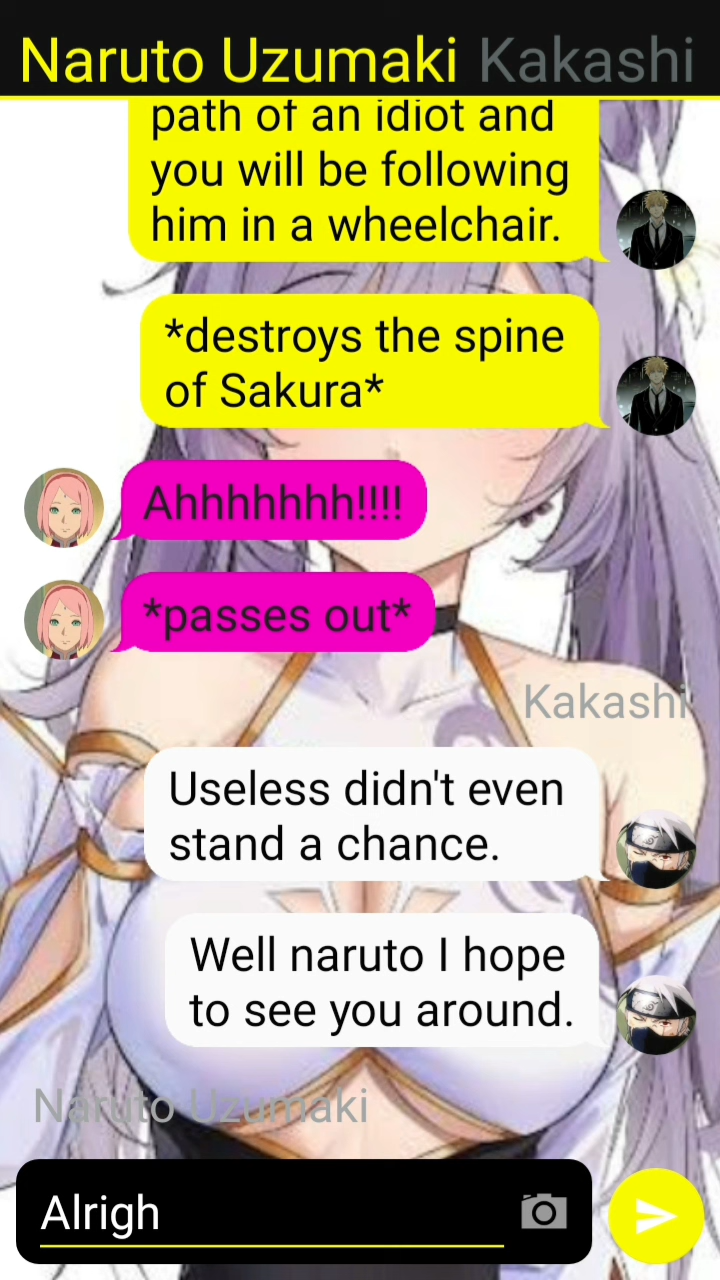 Naruto Uzumaki Kakashi
path of an idiot and
you will be following
him in a wheelchair.
*destroys the spine
of Sakura*
Ahhhhhhh!!!!
*passes out*
Kakashi
Useless didn't even
stand a chance.
Well naruto I hope
to see you around.
Naruto Uzumaki
Alrigh